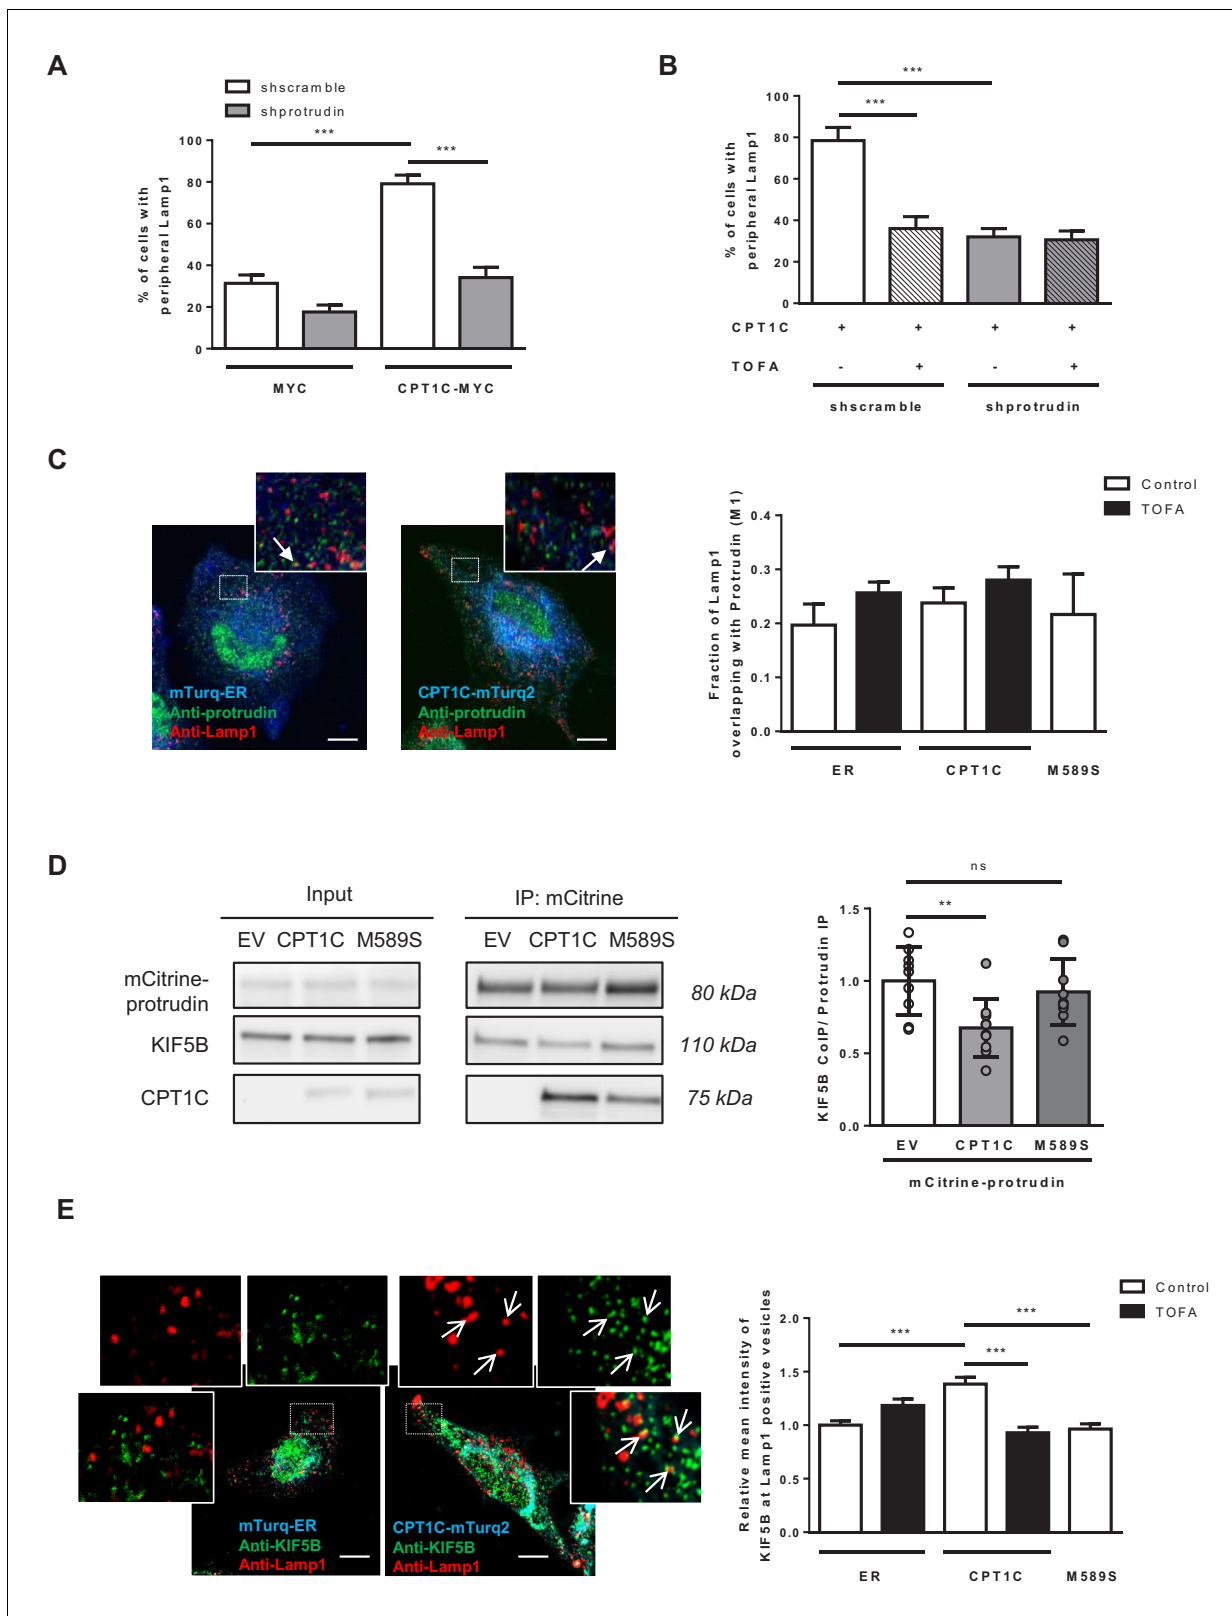 A
shscramble
shprotrudin
% of cells with
peripheral Lamp1
100
80
60
40
20
0
***
***
MYC
CPT1C-MYC
B
% of cells with
peripheral Lamp1
100
80
60
40
20
0
***
***
CPT1C + + + +
TOFA - + - +
shscramble shprotrudin
C
mTurq-ER
Anti-protrudin
Anti-Lamp1
CPT1C-mTurq2
Anti-protrudin
Anti-Lamp1
Control
TOFA
Fraction of Lamp1
overlapping with Protrudin (M1)
0.4
0.3
0.2
0.1
0.0
ER CPT1C M589S
D
Input IP: mCitrine
EV CPT1C M589S EV CPT1C M589S
mCitrine-
protrudin
80 kDa
KIF5B 110 kDa
CPT1C 75 kDa
ns
**
KIF5B CoIP/ Protrudin IP
1.5
1.0
0.5
0.0
EV CPT1C M589S
mCitrine-protrudin
E
mTurq-ER
Anti-KIF5B
Anti-Lamp1
CPT1C-mTurq2
Anti-KIF5B
Anti-Lamp1
Control
TOFA
Relative mean intensity of
KIF5B at Lamp1 positive vesicles
2.0
1.5
1.0
0.5
0.0
***
***
***
ER CPT1C M589S